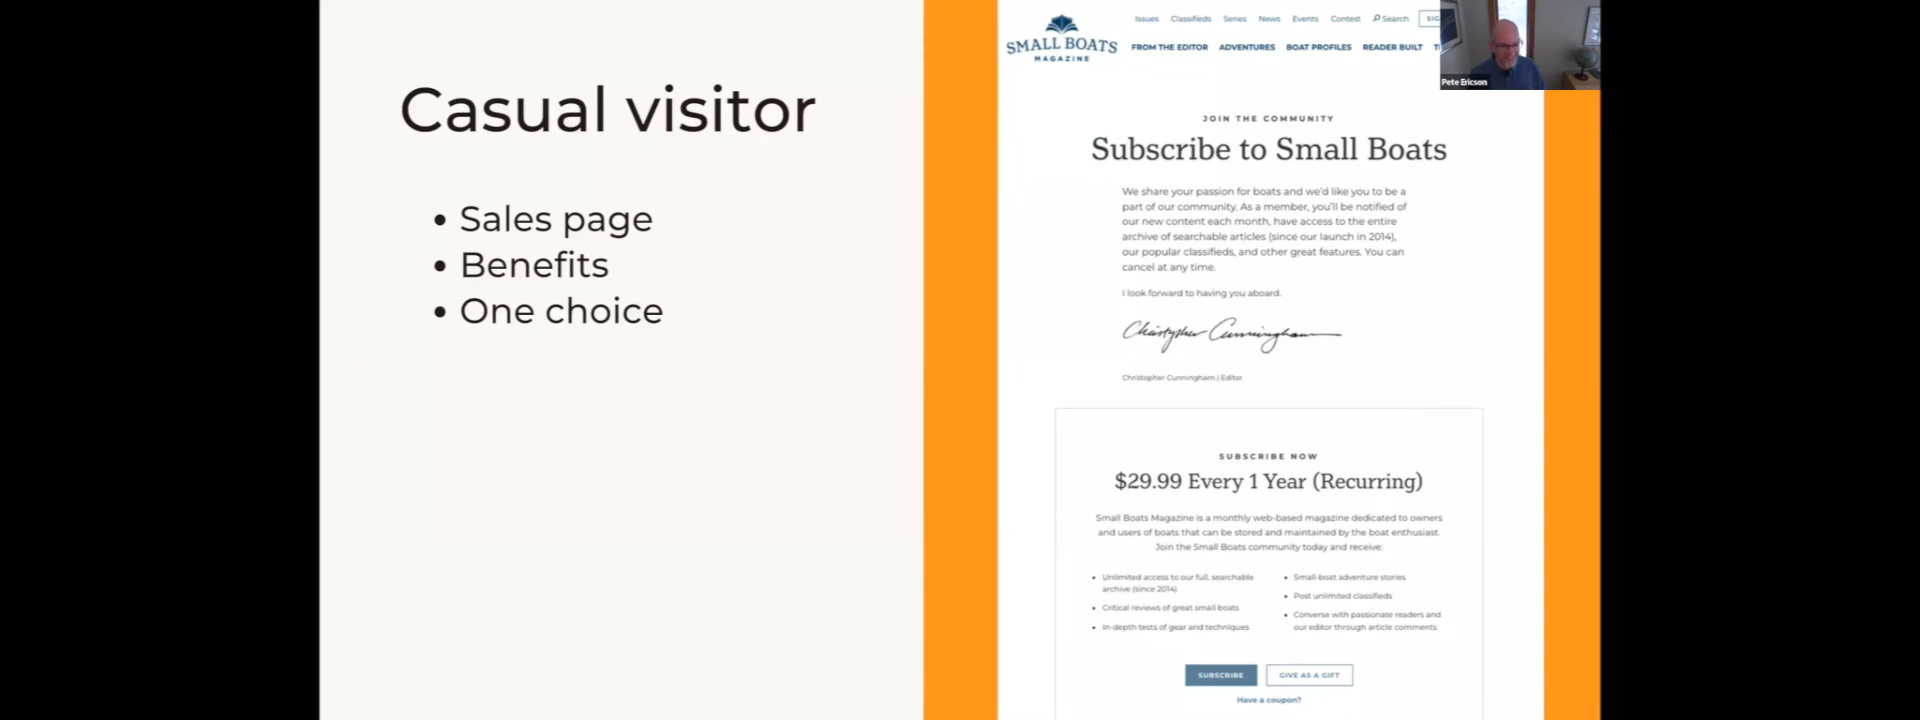 Casual visitor
• Sales page
• Benefits
• One choice
SMALL BOATS
MAGAZINE
Issues Classifieds Series News Events Contest Search SIG
FROM THE EDITOR ADVENTURES BOAT PROFILES READER BUILT T
Pete Ericson
JOIN THE COMMUNITY
Subscribe to Small Boats
We share your passion for boats and we'd like you to be a
part of our community. As a member, you'll be notified of
our new content each month, have access to the entire
archive of searchable articles (since our launch in 2014),
our popular classifieds, and other great features. You can
cancel at any time.
I look forward to having you aboard.
Christopher Cunningham
Christopher Cunningham | Editor
SUBSCRIBE NOW
$29.99 Every 1 Year (Recurring)
Small Boats Magazine is a monthly web-based magazine dedicated to owners
and users of boats that can be stored and maintained by the boat enthusiast.
Join the Small Boats community today and receive:
• Unlimited access to our full, searchable
archive (since 2014)
• Critical reviews of great small boats
• In-depth tests of gear and techniques
• Small-boat adventure stories
• Post unlimited classifieds
• Converse with passionate readers and
our editor through article comments
SUBSCRIBE GIVE AS A GIFT
Have a coupon?